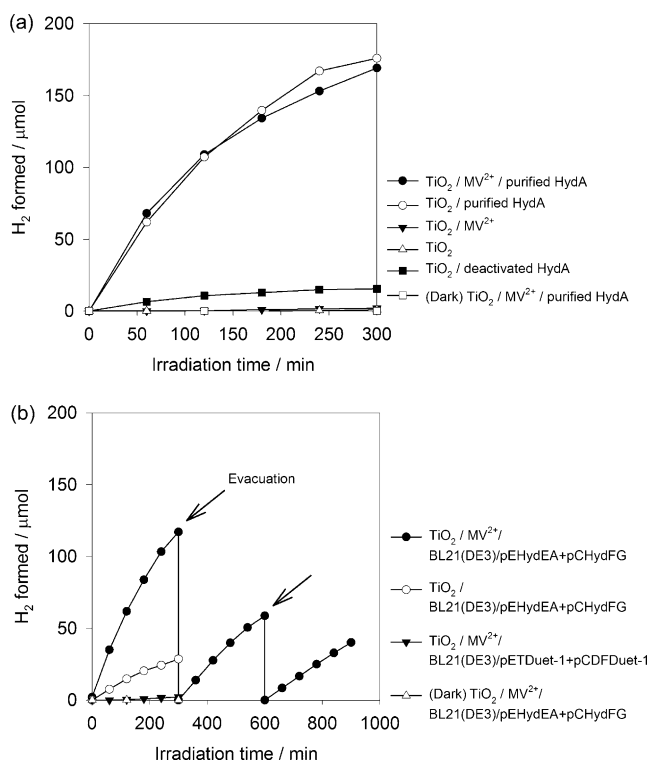 (a)
200
150
100
50
0
H₂ formed / μmol
0 50 100 150 200 250 300
Irradiation time / min
TiO₂ / MV²⁺ / purified HydA
TiO₂ / purified HydA
TiO₂ / MV²⁺
TiO₂
TiO₂ / deactivated HydA
(Dark) TiO₂ / MV²⁺ / purified HydA
(b)
200
150
100
50
0
H₂ formed / μmol
0 200 400 600 800 1000
Irradiation time / min
Evacuation
TiO₂ / MV²⁺/
BL21(DE3)/pEHydEA+pCHydFG
TiO₂ /
BL21(DE3)/pEHydEA+pCHydFG
TiO₂ / MV²⁺/
BL21(DE3)/pETDuet-1+pCDFDuet-1
(Dark) TiO₂ / MV²⁺/
BL21(DE3)/pEHydEA+pCHydFG